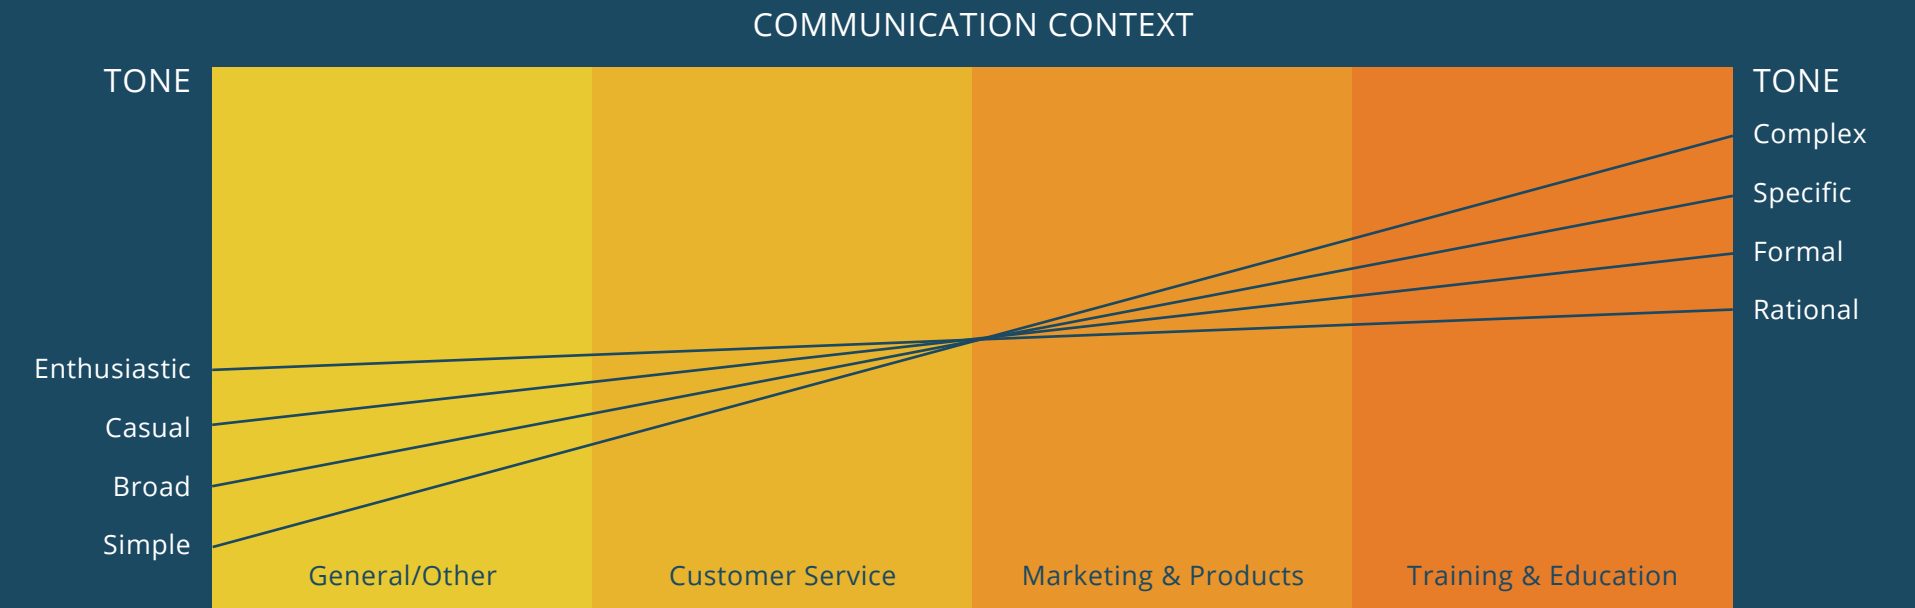 COMMUNICATION CONTEXT
TONE
Enthusiastic
Casual
Broad
Simple
TONE
Complex
Specific
Formal
Rational
General/Other
Customer Service
Marketing & Products
Training & Education